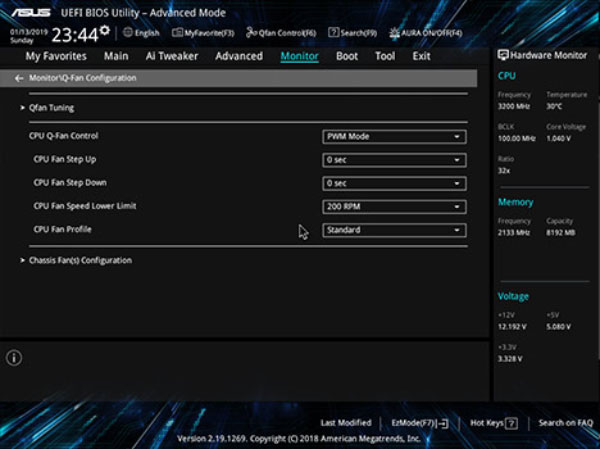 ASUS UEFI BIOS Utility – Advanced Mode
01/13/2019 Sunday 23:44 English MyFavorite(F3) Qfan Control(F6) Search(F9) AURA ON/OFF(F4)
My Favorites Main Ai Tweaker Advanced Monitor Boot Tool Exit
Hardware Monitor
← Monitor\Q-Fan Configuration
Qfan Tuning
CPU Q-Fan Control PWM Mode
CPU Fan Step Up 0 sec
CPU Fan Step Down 0 sec
CPU Fan Speed Lower Limit 200 RPM
CPU Fan Profile Standard
Chassis Fan(s) Configuration
CPU
Frequency Temperature
3200 MHz 30°C
BCLK Core Voltage
100.00 MHz 1.040 V
Ratio
32x
Memory
Frequency Capacity
2133 MHz 8192 MB
Voltage
+12V +5V
12.192 V 5.080 V
+3.3V
3.328 V
Last Modified EzMode(F7) Hot Keys ? Search on FAQ
Version 2.19.1269. Copyright (C) 2018 American Megatrends, Inc.